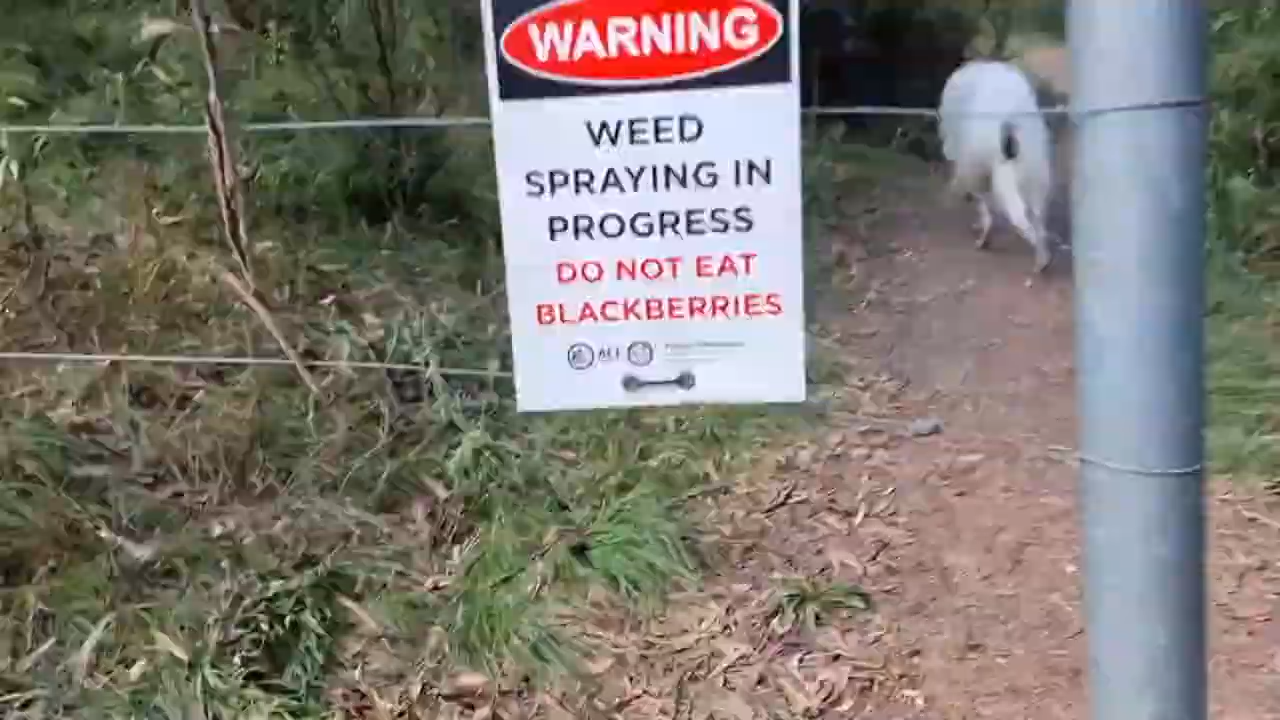 WARNING
WEED
SPRAYING IN
PROGRESS
DO NOT EAT
BLACKBERRIES